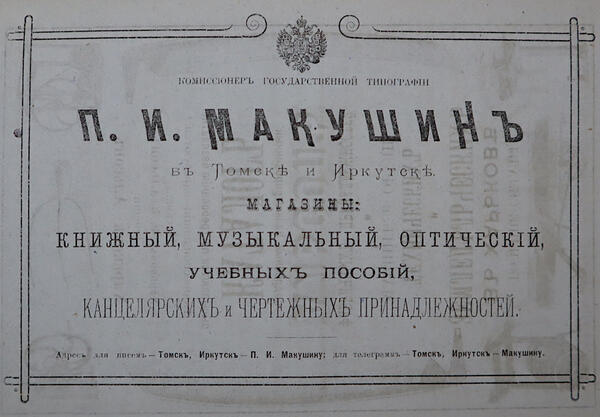 КОММИССІОНЕРЪ ГОСУДАРСТВЕННОЙ ТИПОГРАФІИ
П. И. МАКУШИНЪ
въ Томскѣ и Иркутскѣ.
МАГАЗИНЫ:
КНИЖНЫЙ, МУЗЫКАЛЬНЫЙ, ОПТИЧЕСКІЙ,
УЧЕБНЫХЪ ПОСОБІЙ,
КАНЦЕЛЯРСКИХЪ и ЧЕРТЕЖНЫХЪ ПРИНАДЛЕЖНОСТЕЙ.
Адресъ для писемъ — Томскъ, Иркутскъ — П. И. Макушину; для телеграммъ — Томскъ, Иркутскъ — Макушину.